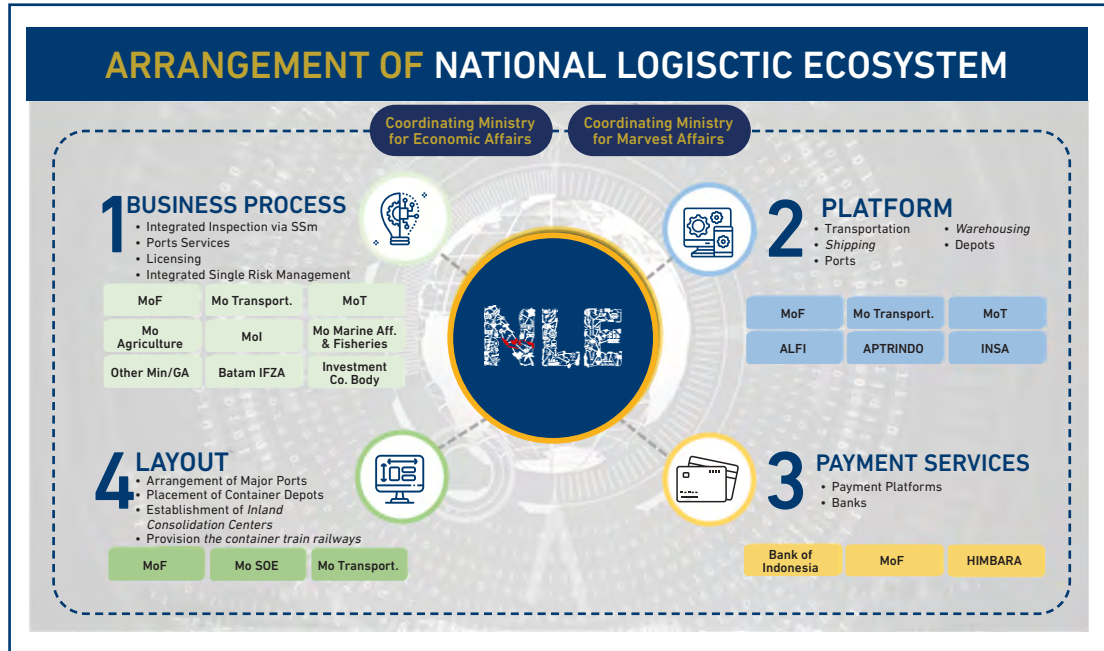 ARRANGEMENT OF NATIONAL LOGISCTIC ECOSYSTEM
Coordinating Ministry
for Economic Affairs
Coordinating Ministry
for Marvest Affairs
1
BUSINESS PROCESS
• Integrated Inspection via SSm
• Ports Services
• Licensing
• Integrated Single Risk Management
MoF
Mo Transport.
MoT
Mo
Agriculture
MoI
Mo Marine Aff.
& Fisheries
Other Min/GA
Batam IFZA
Investment
Co. Body
2
PLATFORM
• Transportation
• Shipping
• Ports
• Warehousing
• Depots
MoF
Mo Transport.
MoT
ALFI
APTRINDO
INSA
NLE
4
LAYOUT
• Arrangement of Major Ports
• Placement of Container Depots
• Establishment of Inland
Consolidation Centers
• Provision the container train railways
MoF
Mo SOE
Mo Transport.
3
PAYMENT SERVICES
• Payment Platforms
• Banks
Bank of
Indonesia
MoF
HIMBARA